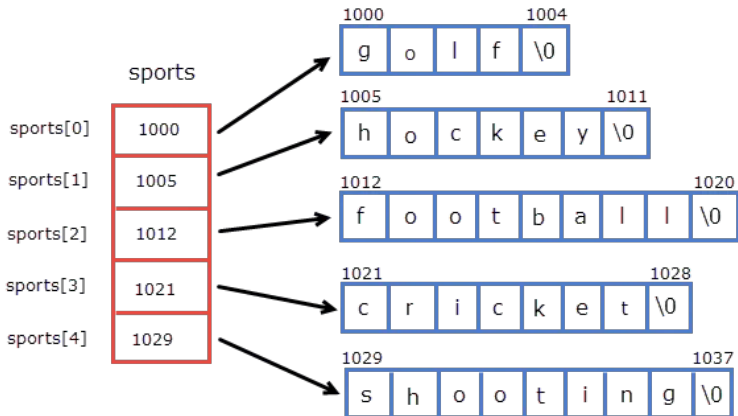 sports
sports[0] 1000
sports[1] 1005
sports[2] 1012
sports[3] 1021
sports[4] 1029
1000 1004
g o l f \0
1005 1011
h o c k e y \0
1012 1020
f o o t b a l l \0
1021 1028
c r i c k e t \0
1029 1037
s h o o t i n g \0